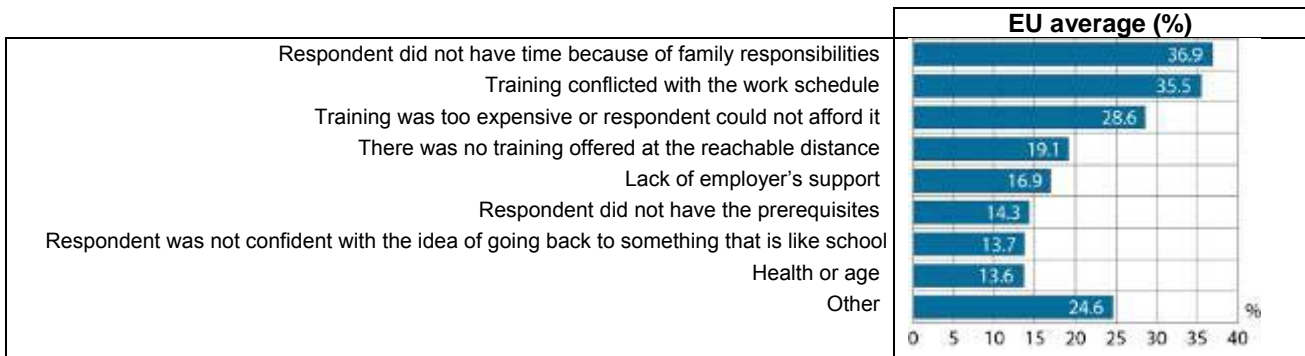 EU average (%)
Respondent did not have time because of family responsibilities 36.9
Training conflicted with the work schedule 35.5
Training was too expensive or respondent could not afford it 28.6
There was no training offered at the reachable distance 19.1
Lack of employer’s support 16.9
Respondent did not have the prerequisites 14.3
Respondent was not confident with the idea of going back to something that is like school 13.7
Health or age 13.6
Other 24.6 %
0 5 10 15 20 25 30 35 40